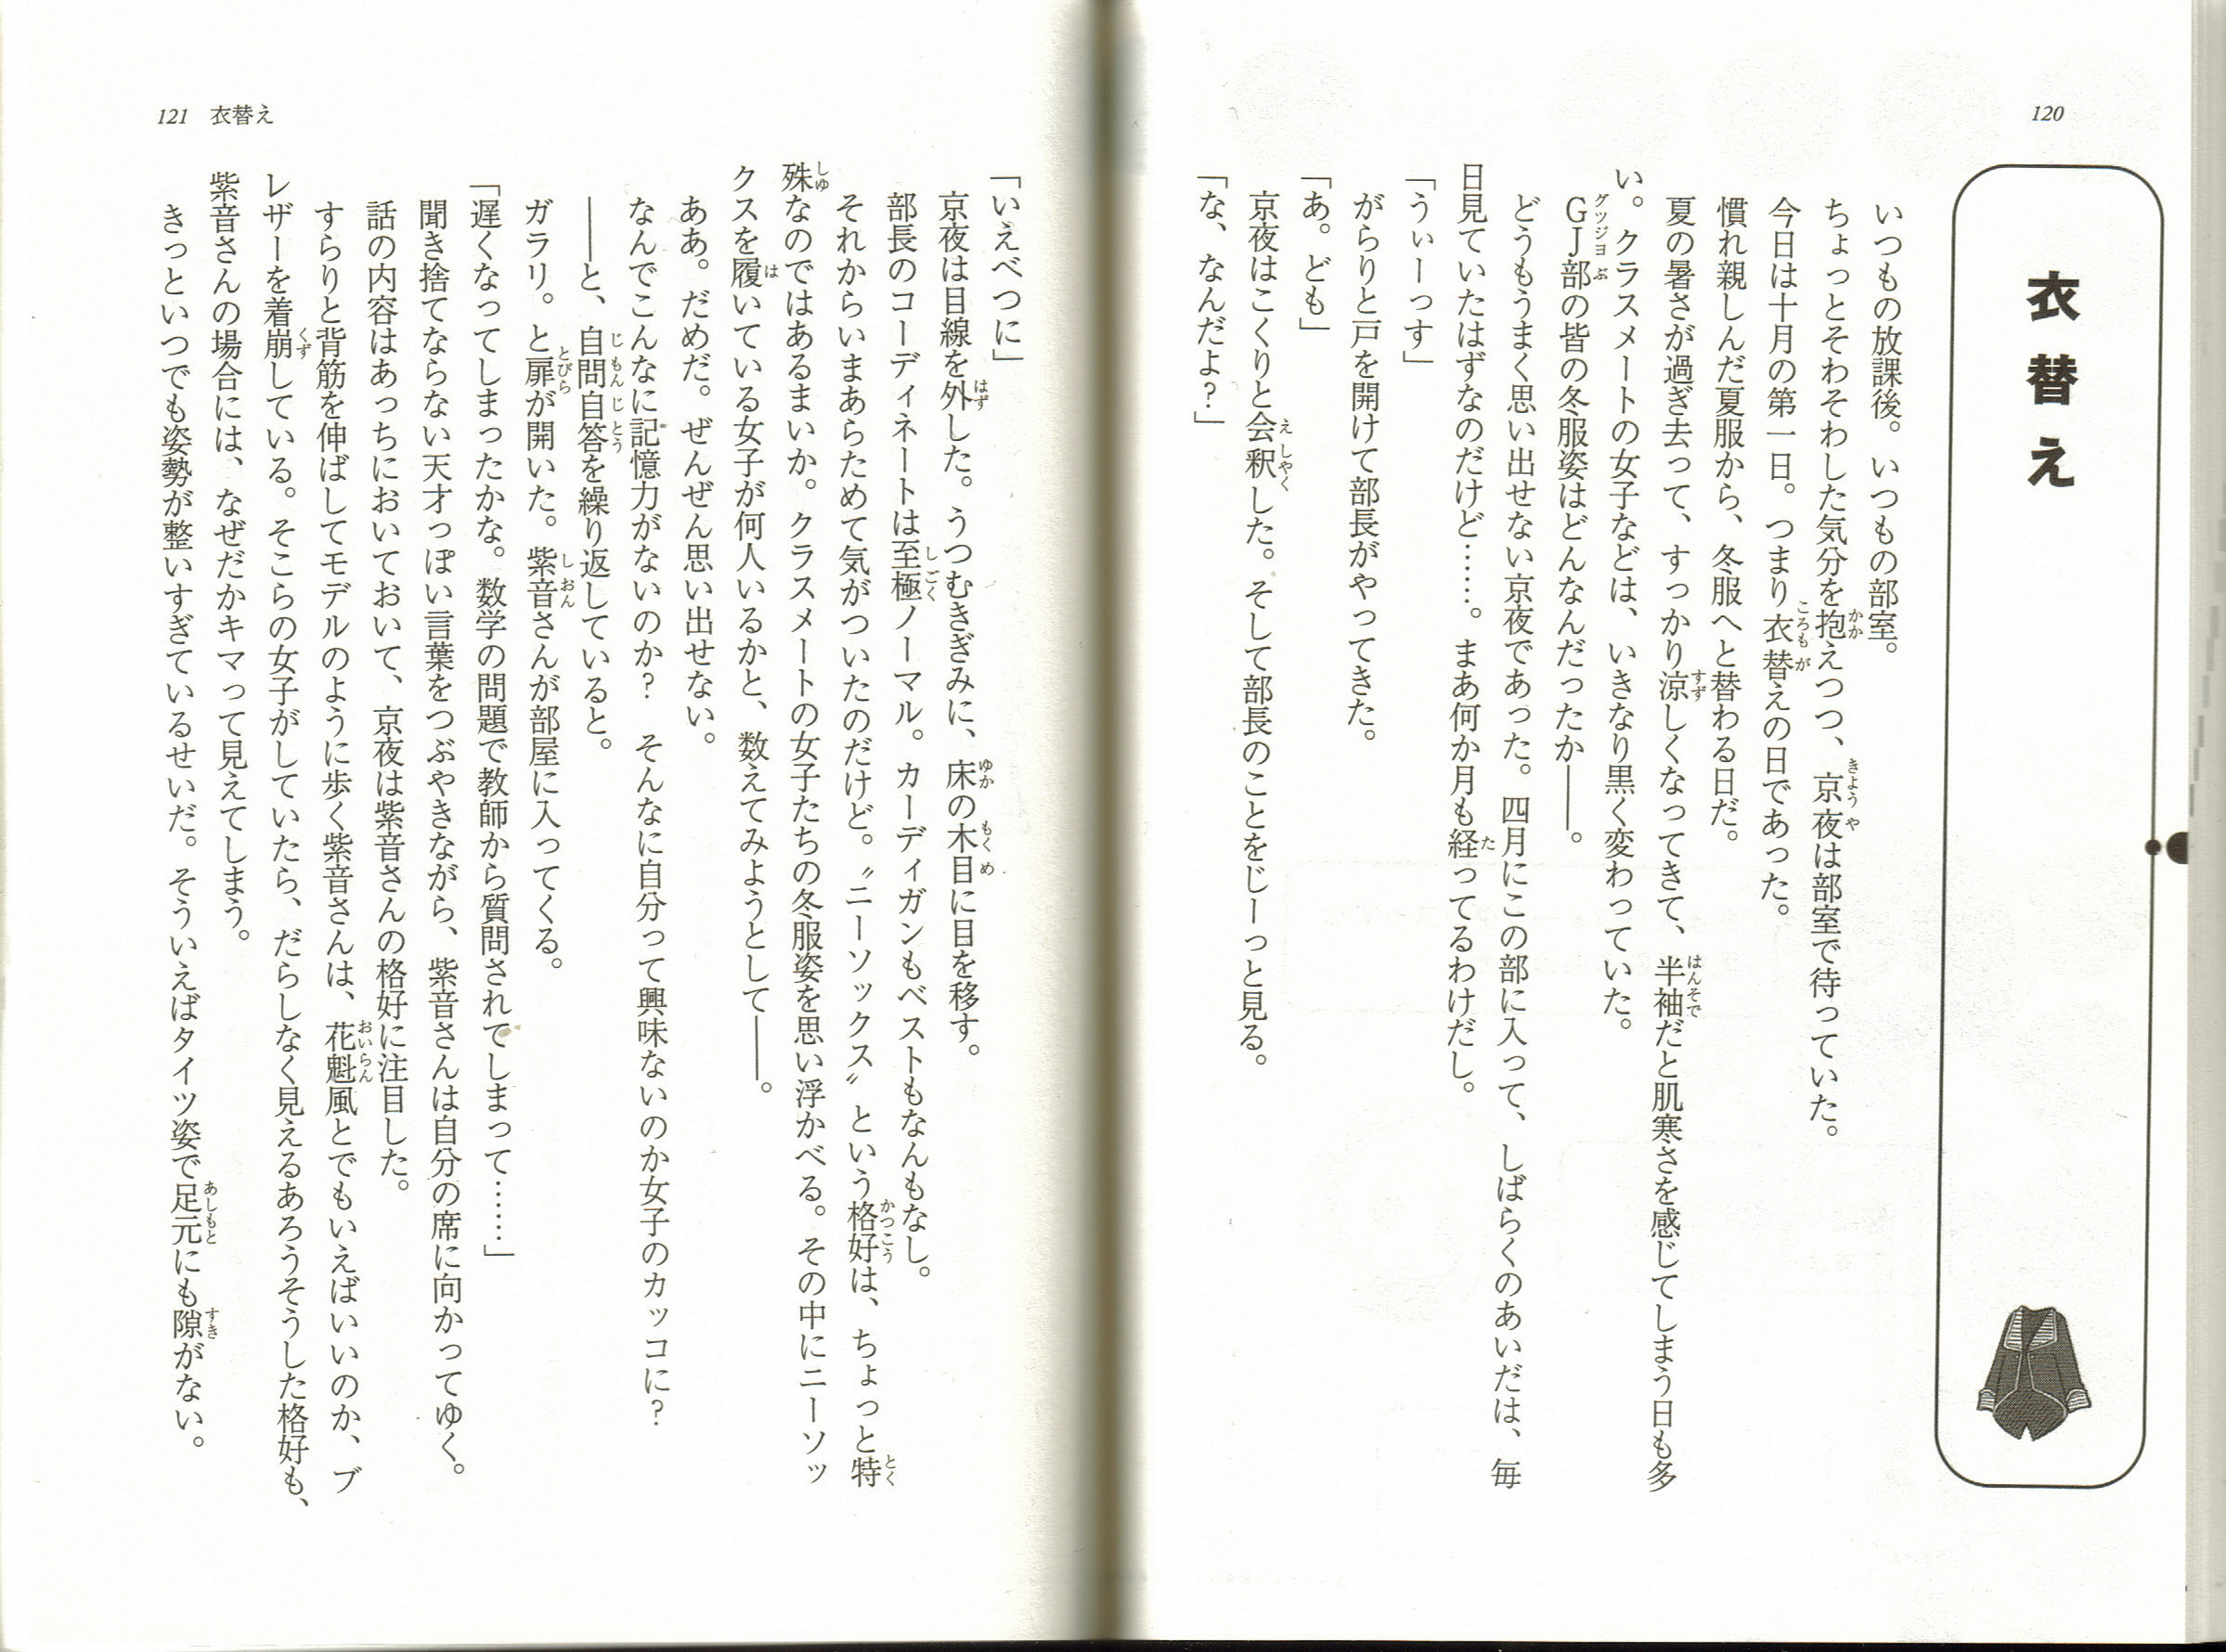 120
衣替え
いつもの放課後。いつもの部室。
ちょっとそわそわした気分を抱えつつ、京夜は部室で待っていた。
今日は十月の第一日。つまり衣替えの日であった。
慣れ親しんだ夏服から、冬服へと替わる日だ。
夏の暑さが過ぎ去って、すっかり涼しくなってきて、半袖だと肌寒さを感じてしまう日も多
い。クラスメートの女子などは、いきなり黒く変わっていた。
ＧＪ部の皆の冬服姿はどんなんだったか――。
どうもうまく思い出せない京夜であった。四月にこの部に入って、しばらくのあいだは、毎
日見ていたはずなのだけど……。まあ何か月も経ってるわけだし。
「うぃーっす」
がらりと戸を開けて部長がやってきた。
「あ。ども」
京夜はこくりと会釈した。そして部長のことをじーっと見る。
「な、なんだよ？」
121 衣替え
「いえべつに」
京夜は目線を外した。うつむきぎみに、床の木目に目を移す。
部長のコーディネートは至極ノーマル。カーディガンもベストもなんもなし。
それからいまあらためて気がついたのだけど。〝ニーソックス〟という格好は、ちょっと特
殊なのではあるまいか。クラスメートの女子たちの冬服姿を思い浮かべる。その中にニーソッ
クスを履いている女子が何人いるかと、数えてみようとして――。
ああ。だめだ。ぜんぜん思い出せない。
なんでこんなに記憶力がないのか？　そんなに自分って興味ないのか女子のカッコに？
――と、自問自答を繰り返していると。
ガラリ。と扉が開いた。紫音さんが部屋に入ってくる。
「遅くなってしまったかな。数学の問題で教師から質問されてしまって……」
聞き捨てならない天才っぽい言葉をつぶやきながら、紫音さんは自分の席に向かってゆく。
話の内容はあっちにおいておいて、京夜は紫音さんの格好に注目した。
すらりと背筋を伸ばしてモデルのように歩く紫音さんは、花魁風とでもいえばいいのか、ブ
レザーを着崩している。そこらの女子がしていたら、だらしなく見えるあろうそうした格好も、
紫音さんの場合には、なぜだかキマって見えてしまう。
きっといつでも姿勢が整いすぎているせいだ。そういえばタイツ姿で足元にも隙がない。